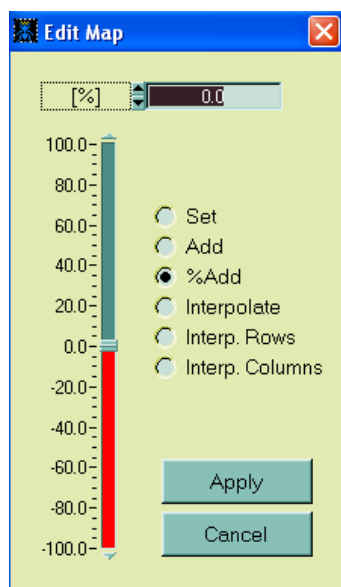 Edit Map
[%] 0.0
100.0
80.0
60.0
40.0
20.0
0.0
-20.0
-40.0
-60.0
-80.0
-100.0
Set
Add
%Add
Interpolate
Interp. Rows
Interp. Columns
Apply
Cancel